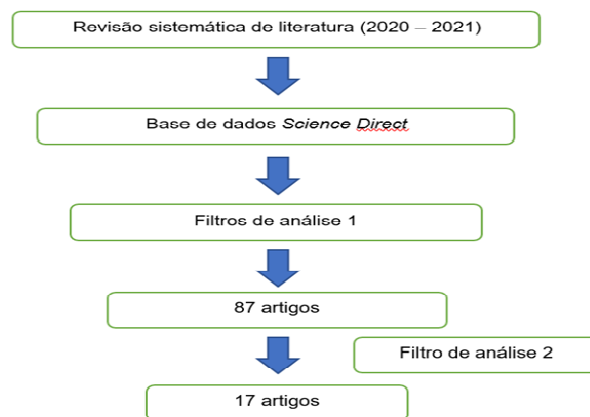 Revisão sistemática de literatura (2020 – 2021)
Base de dados Science Direct
Filtros de análise 1
87 artigos
Filtro de análise 2
17 artigos